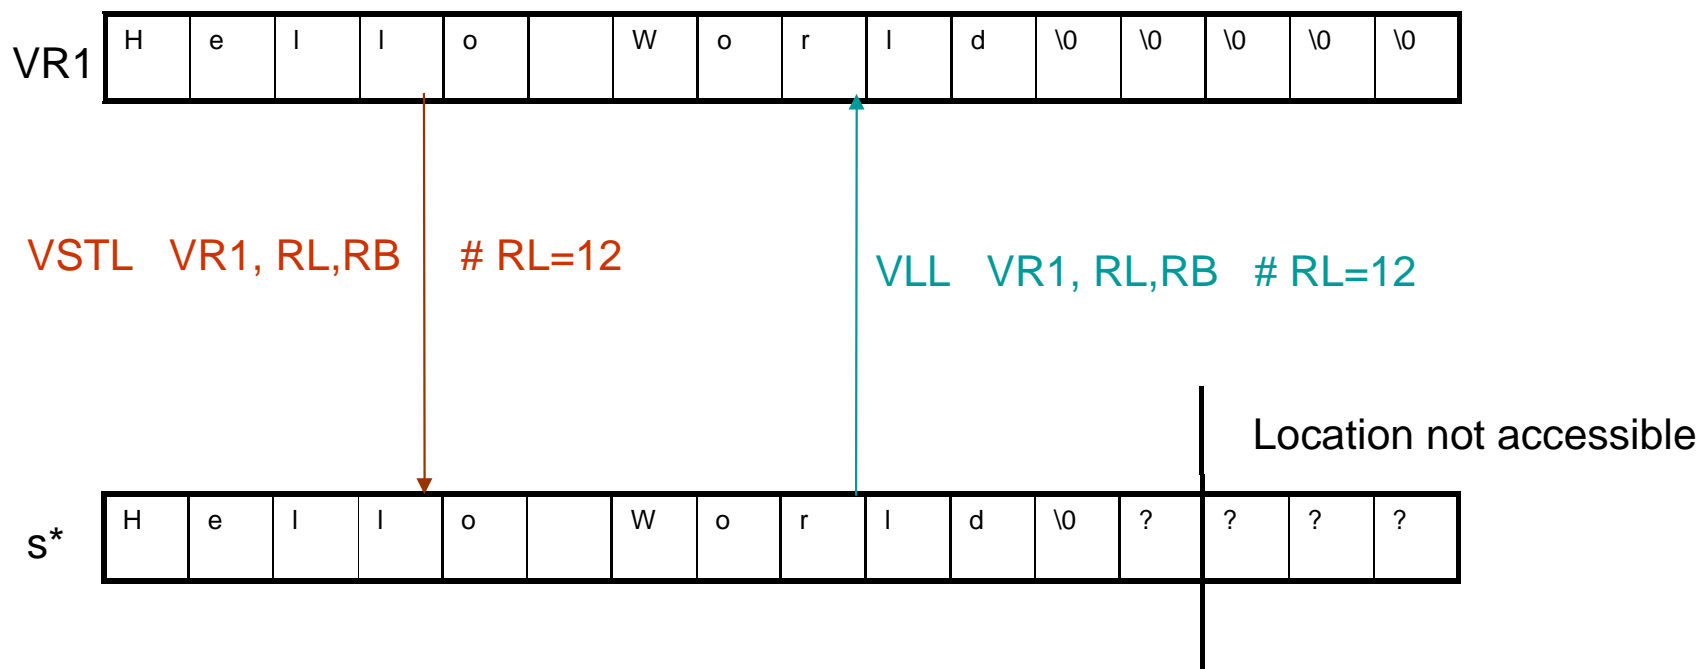 VR1 H e l l o W o r l d \0 \0 \0 \0 \0
VSTL VR1, RL,RB # RL=12
VLL VR1, RL,RB # RL=12
Location not accessible
s* H e l l o W o r l d \0 ? ? ? ?